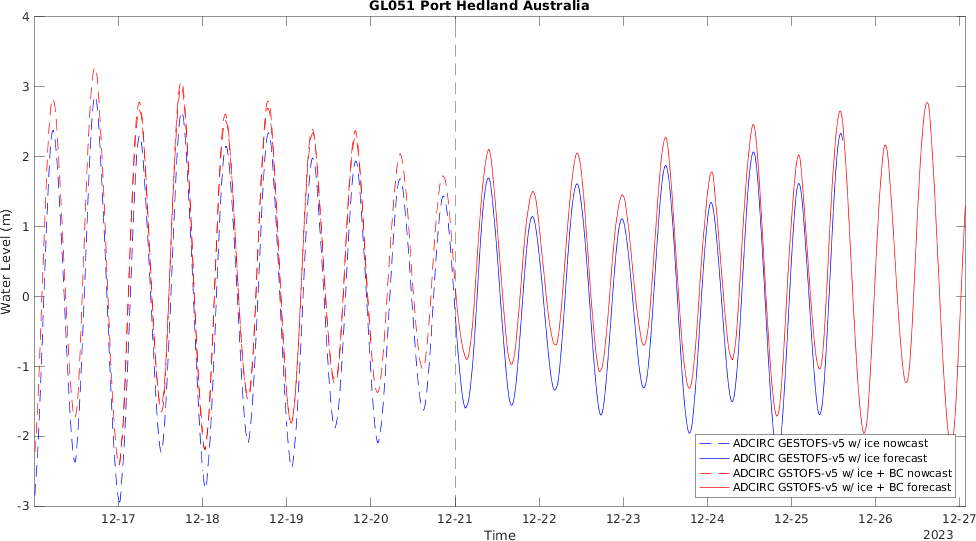 GL051 Port Hedland Australia
4
3
2
1
0
-1
-2
-3
Water Level (m)
ADCIRC GESTOFS-v5 w/ ice nowcast
ADCIRC GESTOFS-v5 w/ ice forecast
ADCIRC GSTOFS-v5 w/ ice + BC nowcast
ADCIRC GSTOFS-v5 w/ ice + BC forecast
12-17 12-18 12-19 12-20 12-21 12-22 12-23 12-24 12-25 12-26 12-27
Time
2023